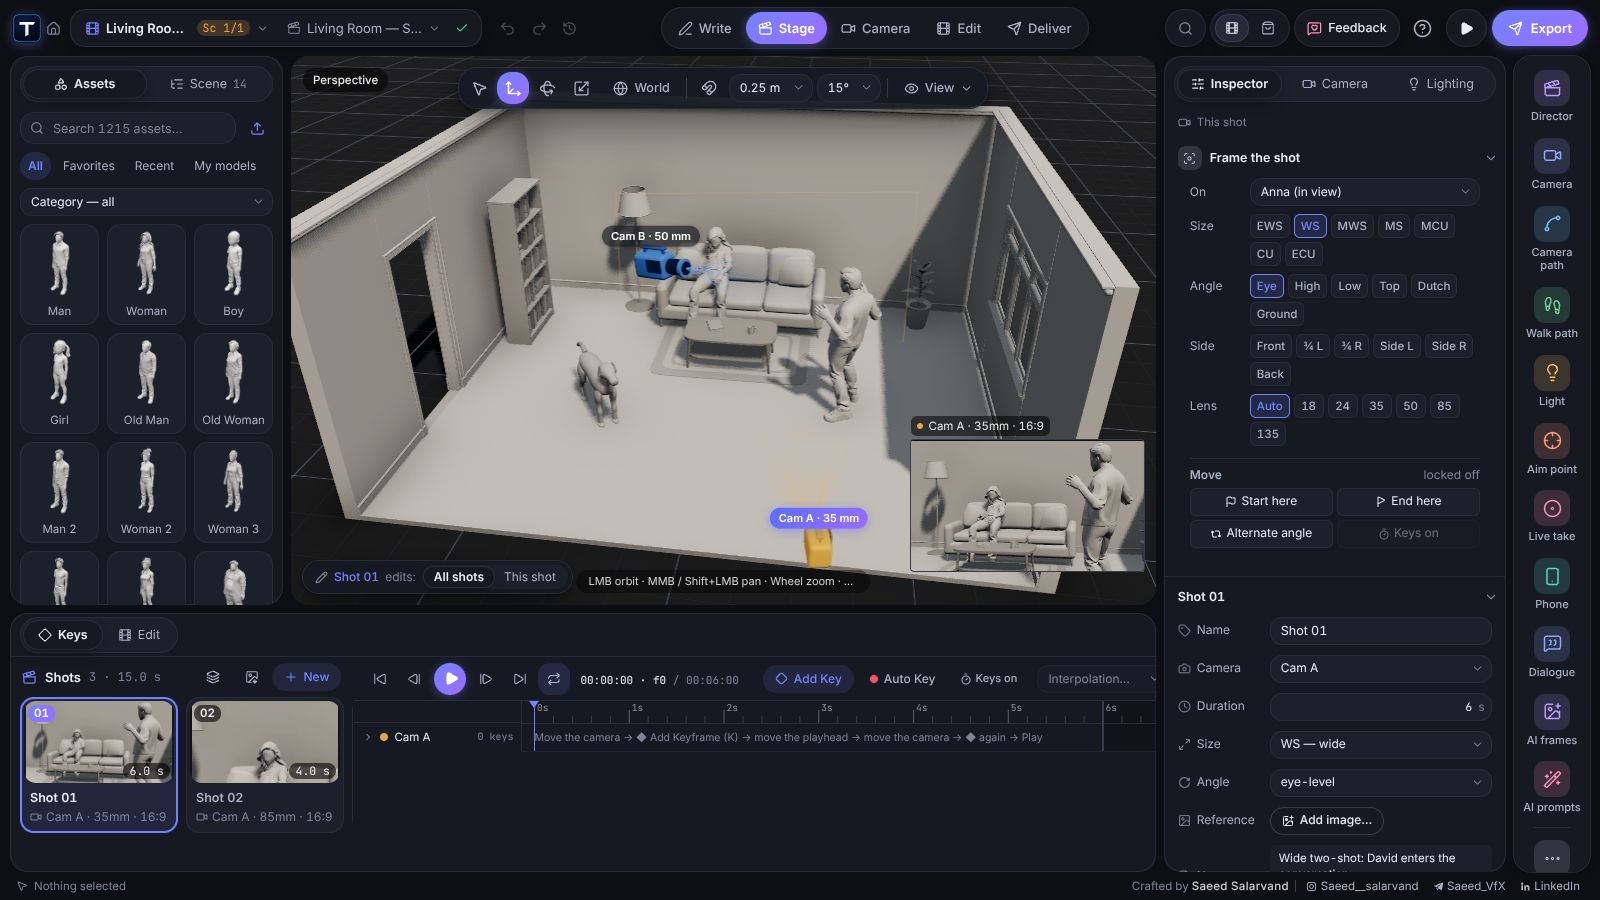 T
Living Roo...
Sc 1/1
Living Room — S...
Write
Stage
Camera
Edit
Deliver
Feedback
Export
Assets
Scene 14
Search 1215 assets...
All
Favorites
Recent
My models
Category — all
Man
Woman
Boy
Girl
Old Man
Old Woman
Man 2
Woman 2
Woman 3
Perspective
World
0.25 m
15°
View
Cam B · 50 mm
Cam A · 35mm · 16:9
Cam A · 35 mm
Shot 01 edits:
All shots
This shot
LMB orbit · MMB / Shift+LMB pan · Wheel zoom · ...
Inspector
Camera
Lighting
This shot
Frame the shot
On
Anna (in view)
Size
EWS
WS
MWS
MS
MCU
CU
ECU
Angle
Eye
High
Low
Top
Dutch
Ground
Side
Front
¾ L
¾ R
Side L
Side R
Back
Lens
Auto
18
24
35
50
85
135
Move
locked off
Start here
End here
Alternate angle
Keys on
Shot 01
Name
Shot 01
Camera
Cam A
Duration
6 s
Size
WS — wide
Angle
eye-level
Reference
Add image...
Wide two-shot: David enters the
Director
Camera
Camera
path
Walk path
Light
Aim point
Live take
Phone
Dialogue
AI frames
AI prompts
Keys
Edit
Shots 3 · 15.0 s
New
00:00:00 · f0 / 00:06:00
Add Key
Auto Key
Keys on
Interpolation...
01
6.0 s
Shot 01
Cam A · 35mm · 16:9
02
4.0 s
Shot 02
Cam A · 85mm · 16:9
0s
1s
2s
3s
4s
5s
6s
Cam A
0 keys
Move the camera → ◆ Add Keyframe (K) → move the playhead → move the camera → ◆ again → Play
Nothing selected
Crafted by Saeed Salarvand
Saeed__salarvand
Saeed_VfX
LinkedIn